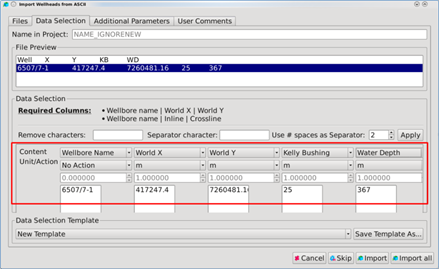 Import Wellheads from ASCII
Files Data Selection Additional Parameters User Comments
Name in Project: NAME_IGNORENEW
File Preview
Well X Y KB WD
6507/7-1 417247.4 7260481.16 25 367
Data Selection
Required Columns: • Wellbore name | World X | World Y
• Wellbore name | Inline | Crossline
Remove characters: Separator character: Use # spaces as Separator: 2 Apply
Content Wellbore Name World X World Y Kelly Bushing Water Depth
Unit/Action No Action m m m m
0.000000 1.000000 1.000000 1.000000 1.000000
6507/7-1 417247.4 7260481.16 25 367
Data Selection Template
New Template Save Template As...
Cancel Skip Import Import all